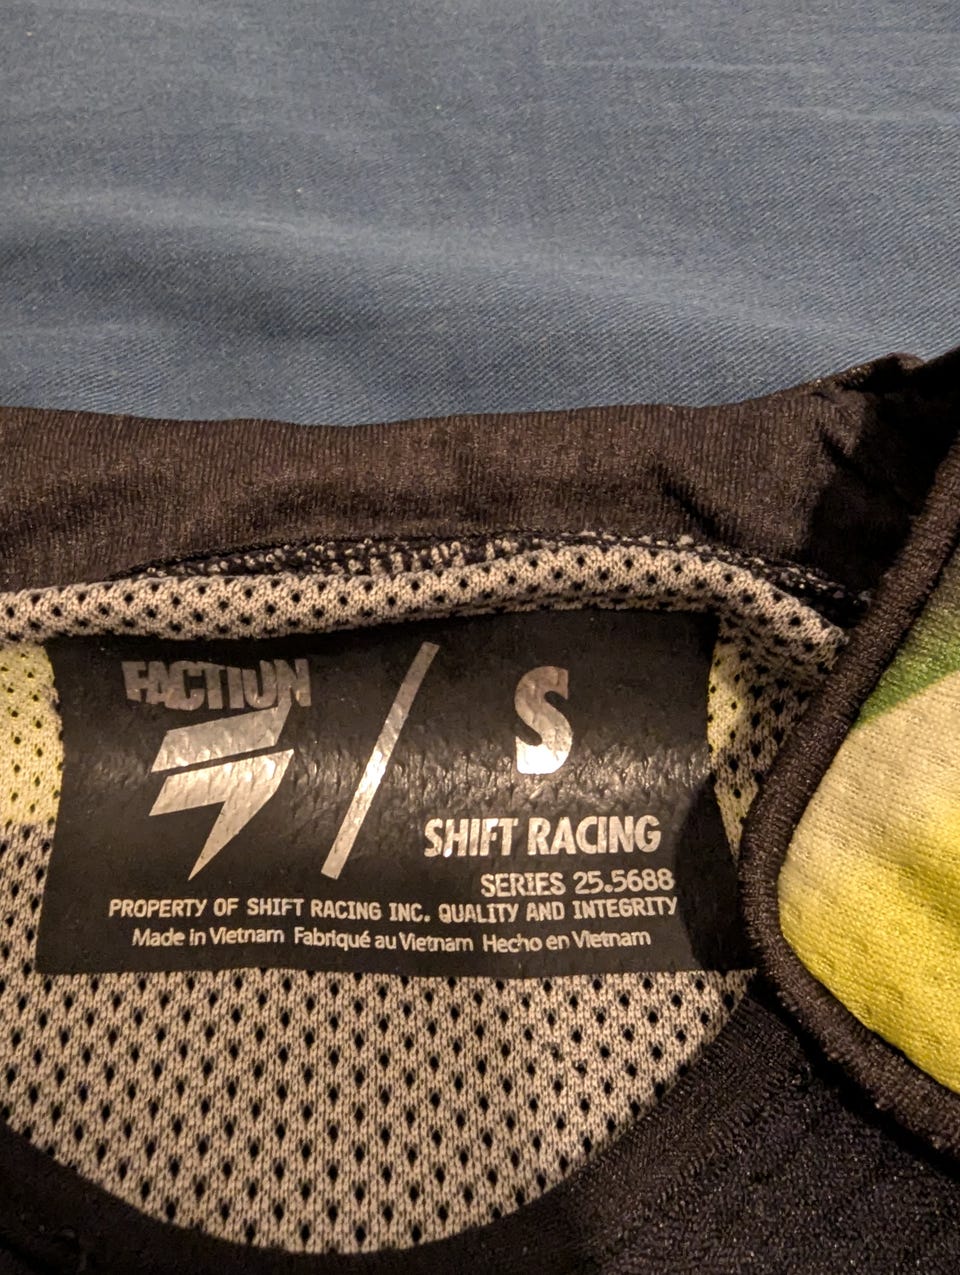 FACTION
S
SHIFT RACING
SERIES 25.5688
PROPERTY OF SHIFT RACING INC. QUALITY AND INTEGRITY
Made in Vietnam Fabriqué au Vietnam Hecho en Vietnam